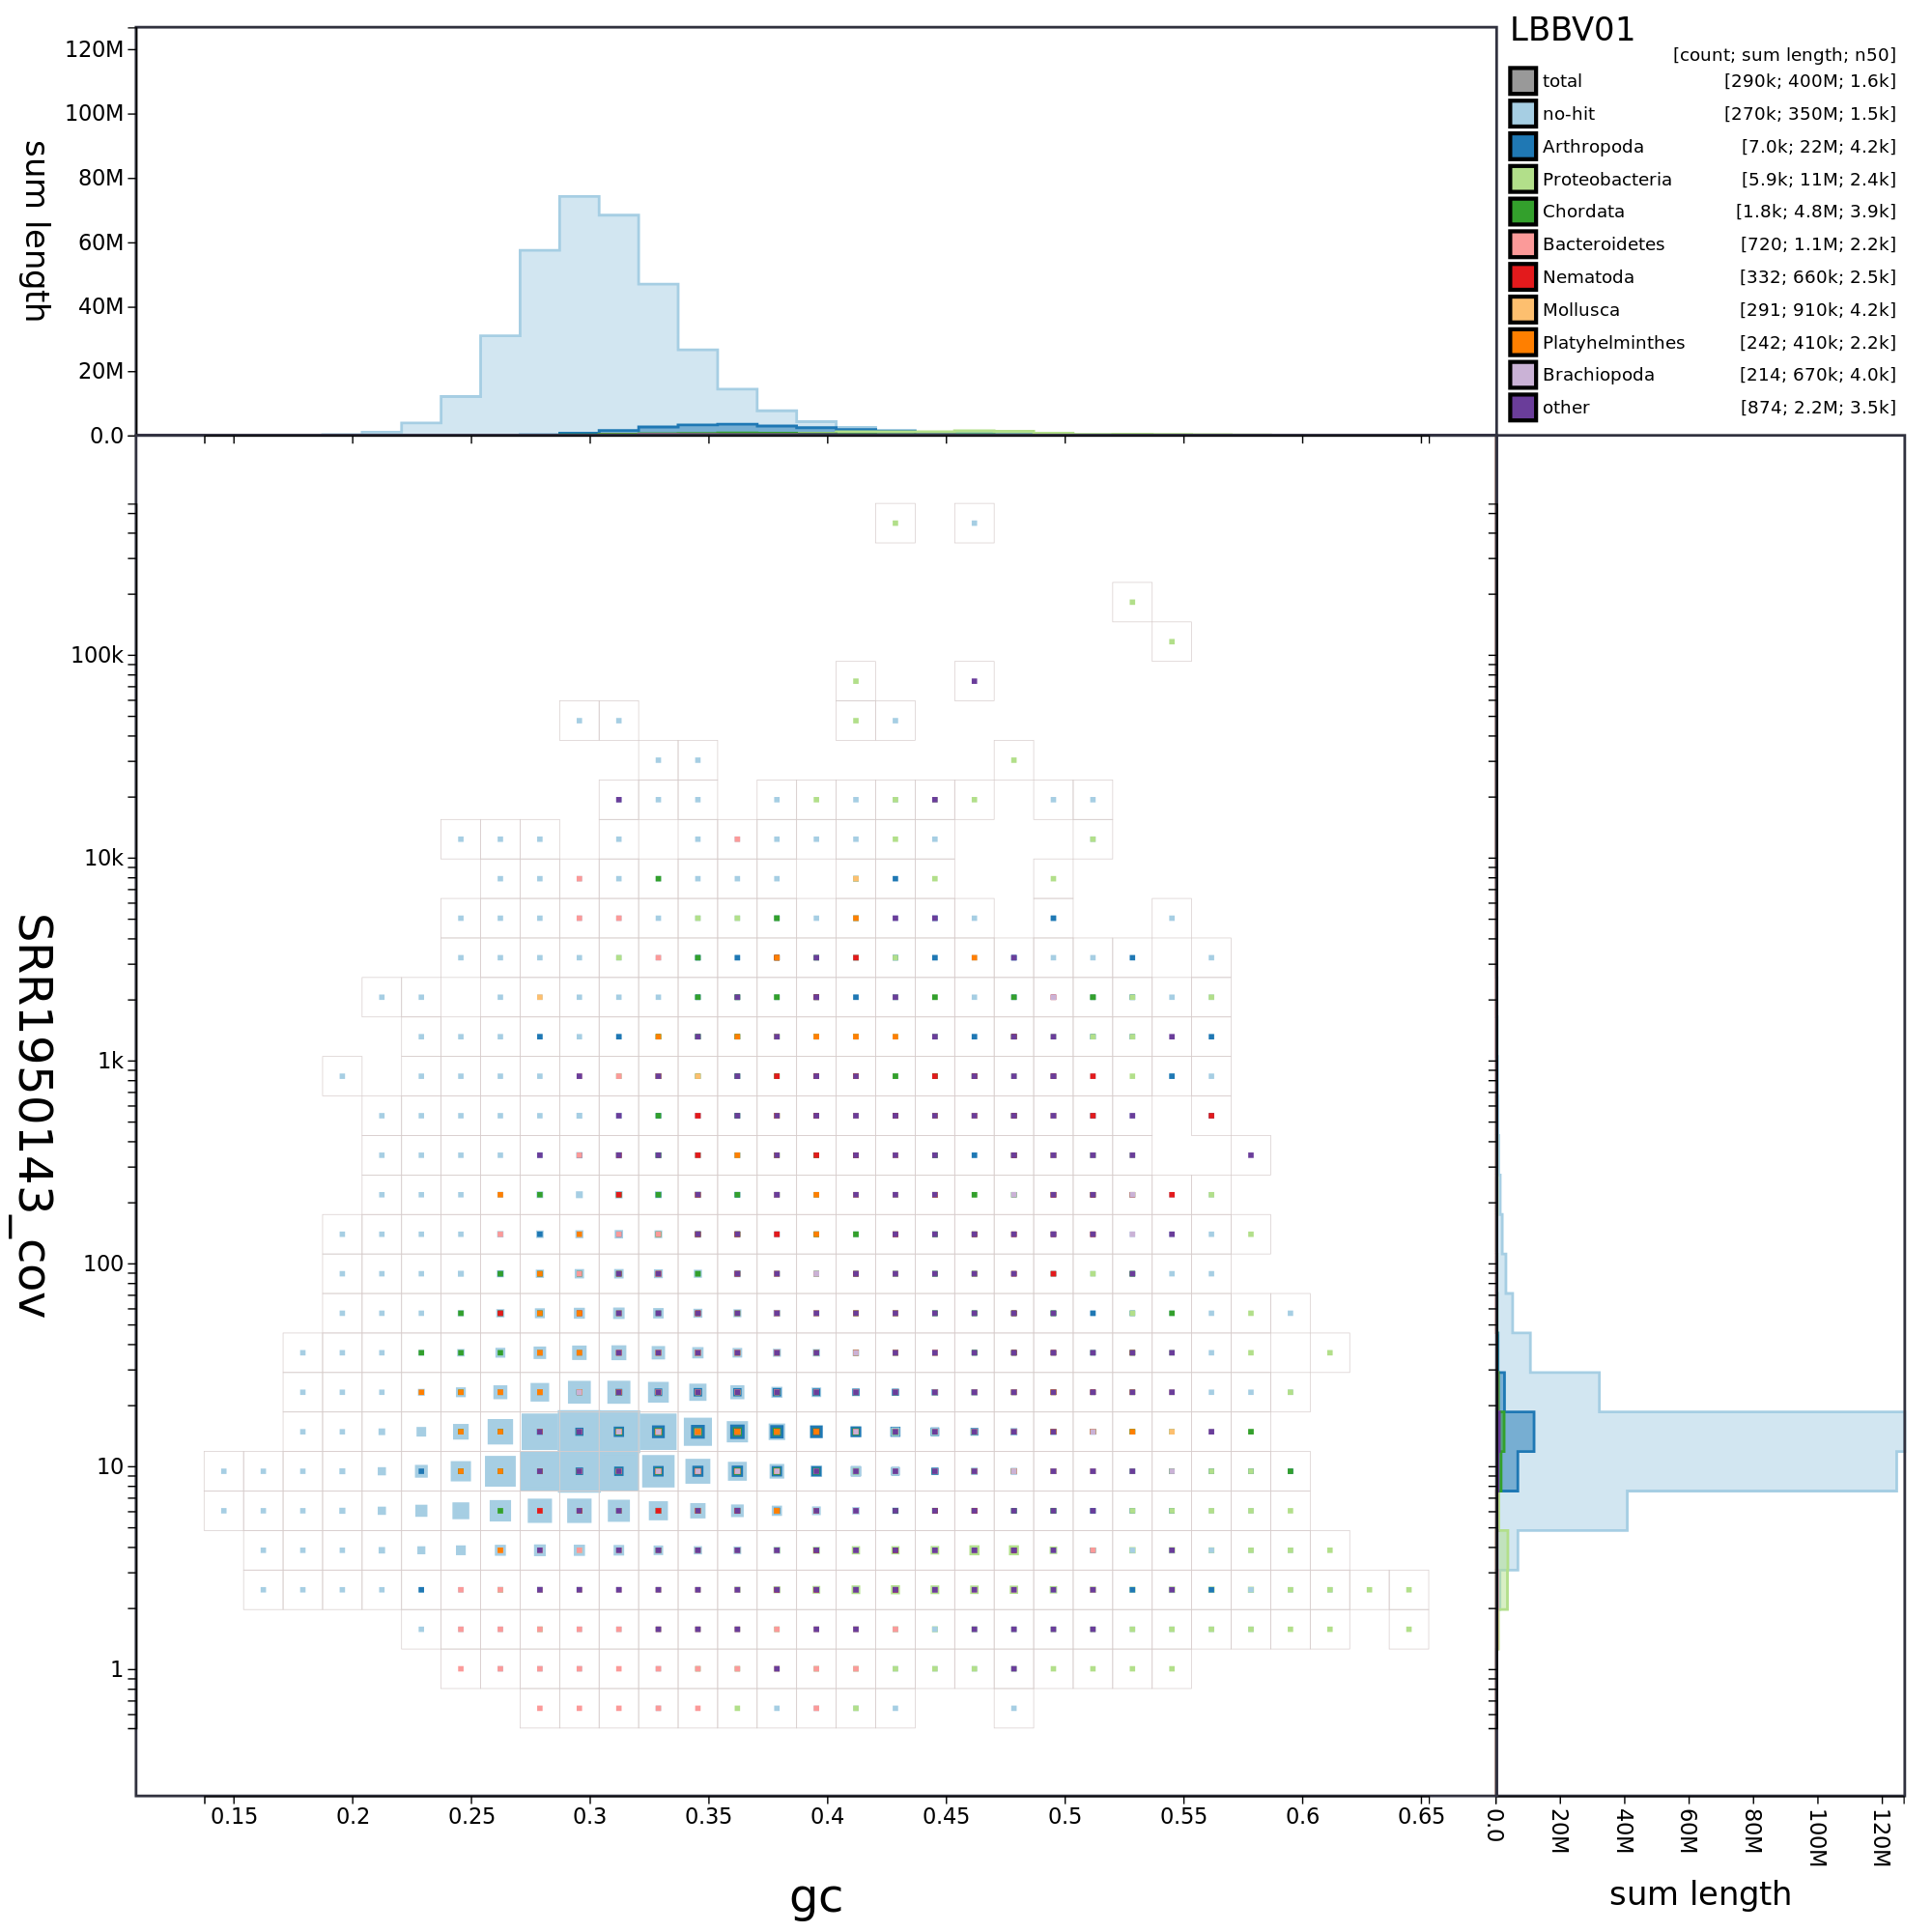 LBBV01
[count; sum length; n50]
total [290k; 400M; 1.6k]
no-hit [270k; 350M; 1.5k]
Arthropoda [7.0k; 22M; 4.2k]
Proteobacteria [5.9k; 11M; 2.4k]
Chordata [1.8k; 4.8M; 3.9k]
Bacteroidetes [720; 1.1M; 2.2k]
Nematoda [332; 660k; 2.5k]
Mollusca [291; 910k; 4.2k]
Platyhelminthes [242; 410k; 2.2k]
Brachiopoda [214; 670k; 4.0k]
other [874; 2.2M; 3.5k]
sum length
120M
100M
80M
60M
40M
20M
0.0
SRR1950143_cov
100k
10k
1k
100
10
1
0.15 0.2 0.25 0.3 0.35 0.4 0.45 0.5 0.55 0.6 0.65
gc
0.0 20M 40M 60M 80M 100M 120M
sum length